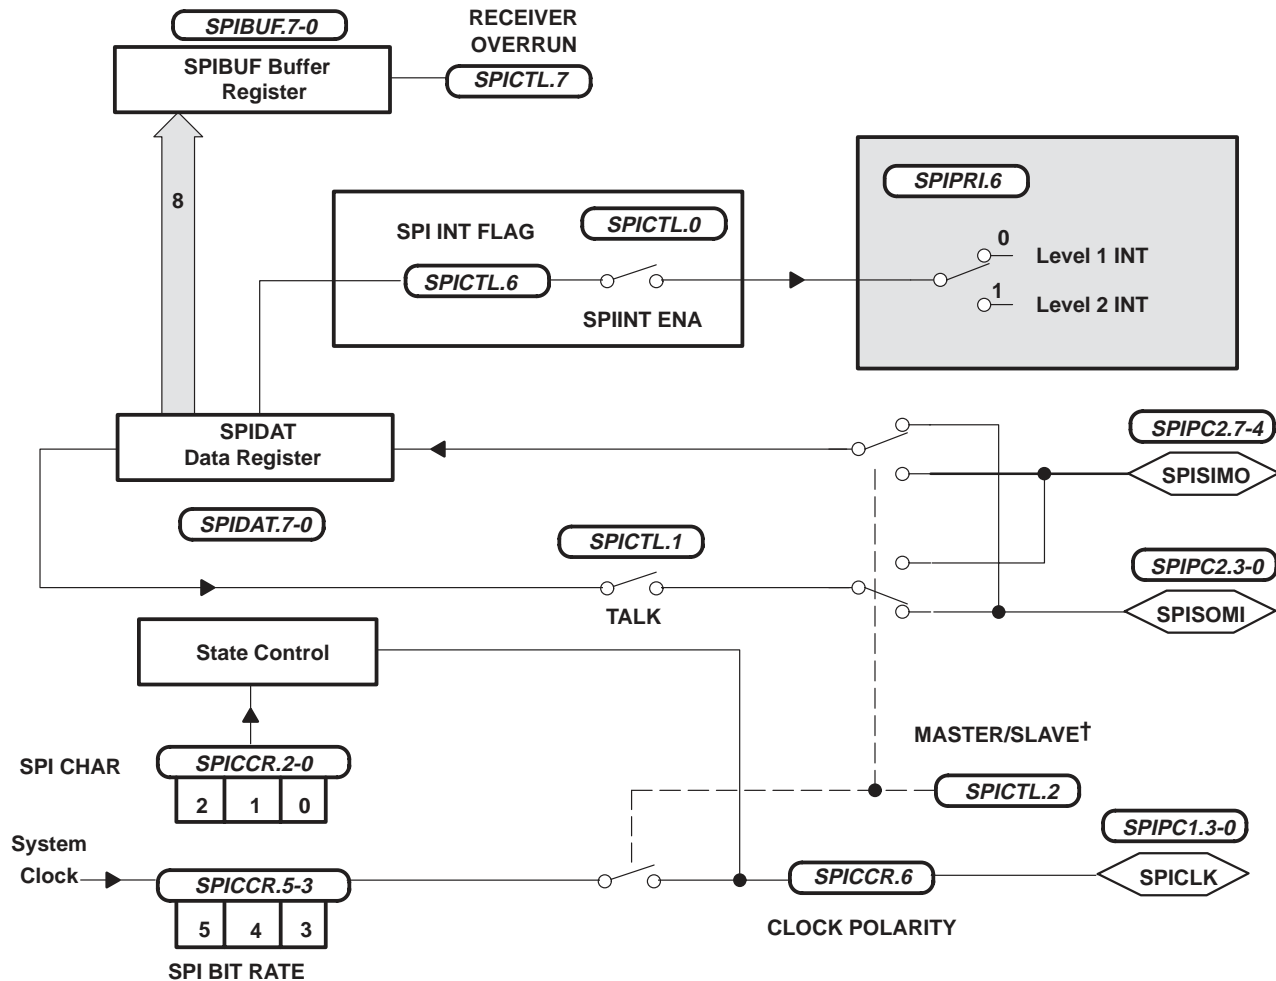 SPIBUF.7-0
RECEIVER
OVERRUN
SPIBUF Buffer
Register
SPICTL.7
8
SPIPRI.6
SPI INT FLAG
SPICTL.0
SPICTL.6
SPIINT ENA
0
Level 1 INT
1
Level 2 INT
SPIDAT
Data Register
SPIPC2.7-4
SPISIMO
SPIDAT.7-0
SPICTL.1
TALK
SPIPC2.3-0
SPISOMI
State Control
MASTER/SLAVE†
SPI CHAR
SPICCR.2-0
2 1 0
SPICTL.2
System
Clock
SPICCR.5-3
5 4 3
SPI BIT RATE
SPICCR.6
CLOCK POLARITY
SPIPC1.3-0
SPICLK